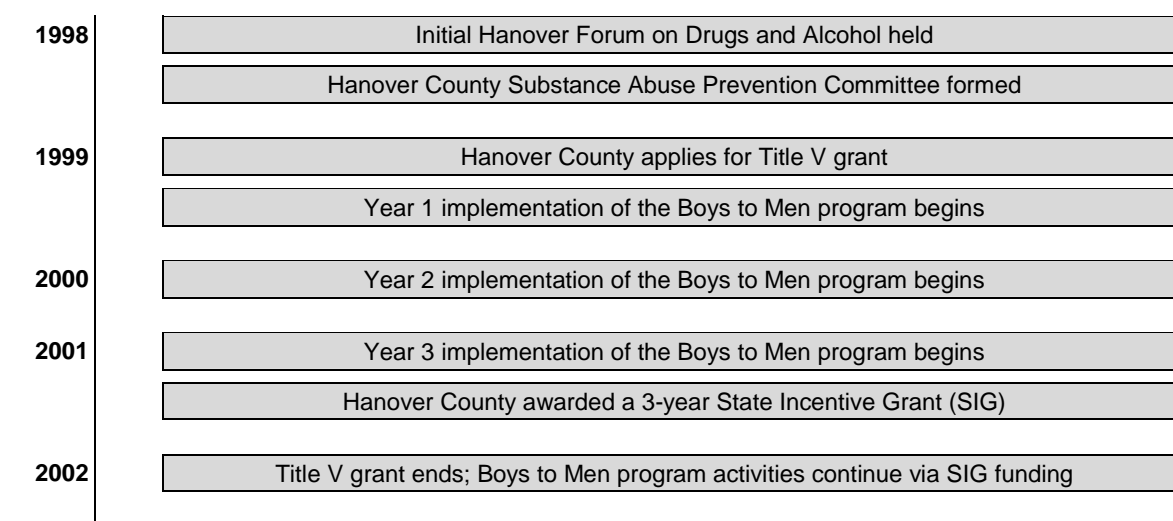 1998 Initial Hanover Forum on Drugs and Alcohol held
Hanover County Substance Abuse Prevention Committee formed
1999 Hanover County applies for Title V grant
Year 1 implementation of the Boys to Men program begins
2000 Year 2 implementation of the Boys to Men program begins
2001 Year 3 implementation of the Boys to Men program begins
Hanover County awarded a 3-year State Incentive Grant (SIG)
2002 Title V grant ends; Boys to Men program activities continue via SIG funding